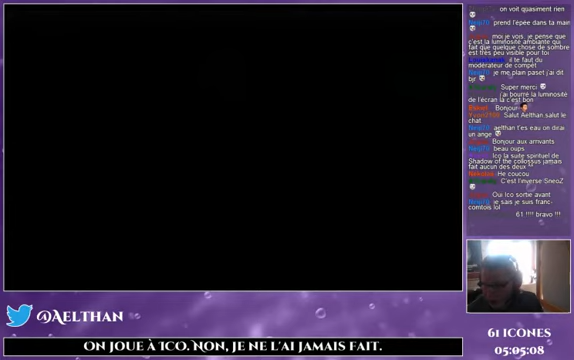 on voit quasiment rien
prend l'épée dans ta main
moi je vois, je pense que
c'est la luminosité ambiante qui
fait que quelque chose de sombre
est très peu visible pour toi
il te faut du
modérateur de compet
je me plain paset j'ai dit
bjr
Super merci
j'ai bourré la luminosité
de l'écran là c'est bon
Bonjour
Salut Aelthan,salut le
chat
aelthan t'es eau on dirai
un ange
Bonjour aux arrivants
beau oups
Ico la suite spirituel de
Shadow of the colossus jamais
fait aucun des deux ^^
He coucou
C'est l'inverse SneoZ
Oui Ico sortie avant
je sais je suis franc-
comtois lol
61 !!!! bravo !!!
@Aelthan
On joue à Ico. Non, je ne l'ai jamais fait.
61 icones
05:05:08